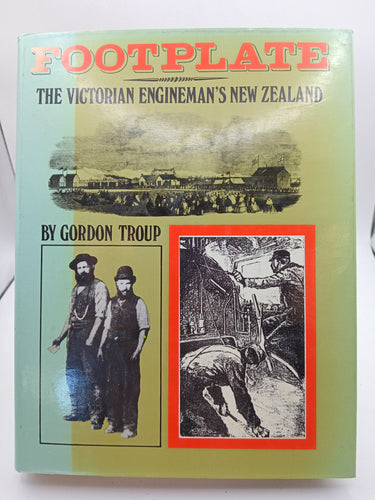 FOOTPLATE
THE VICTORIAN ENGINEMAN'S NEW ZEALAND
BY GORDON TROUP